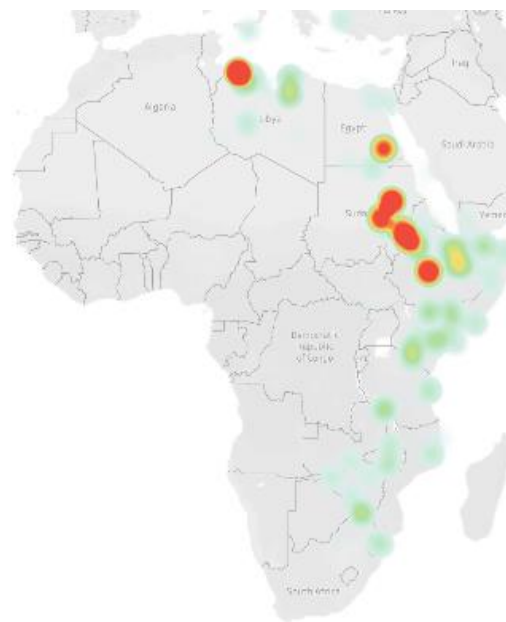 Iraq
Algeria
Libya
Egypt
Saudi Arabia
Yemen
Democratic
Republic
of Congo
South Africa